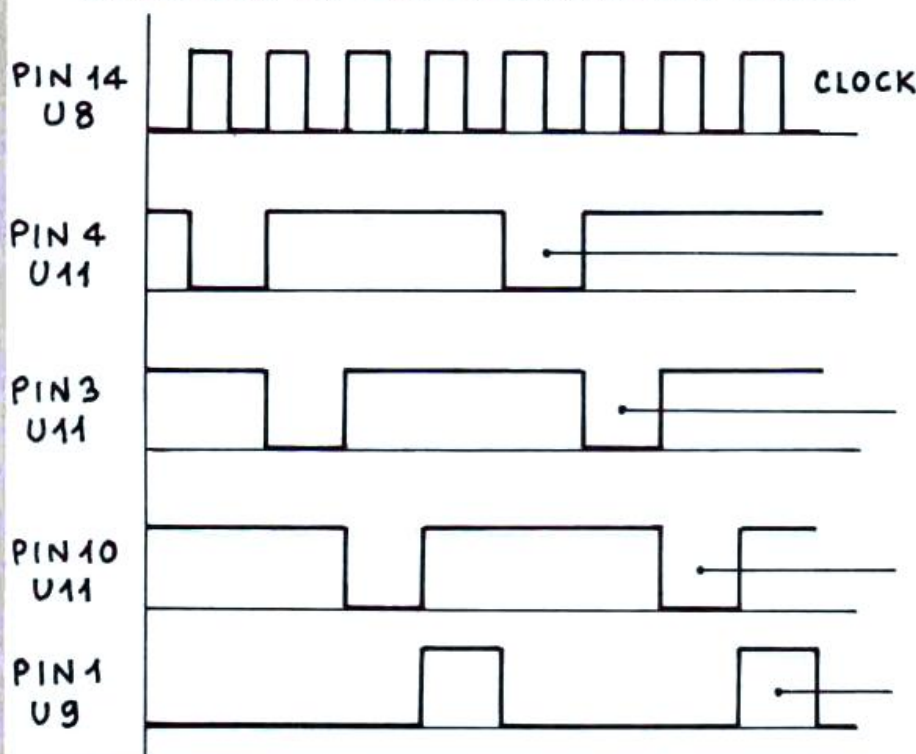 PIN 14
U8
CLOCK
PIN 4
U11
PIN 3
U11
PIN 10
U11
PIN 1
U9